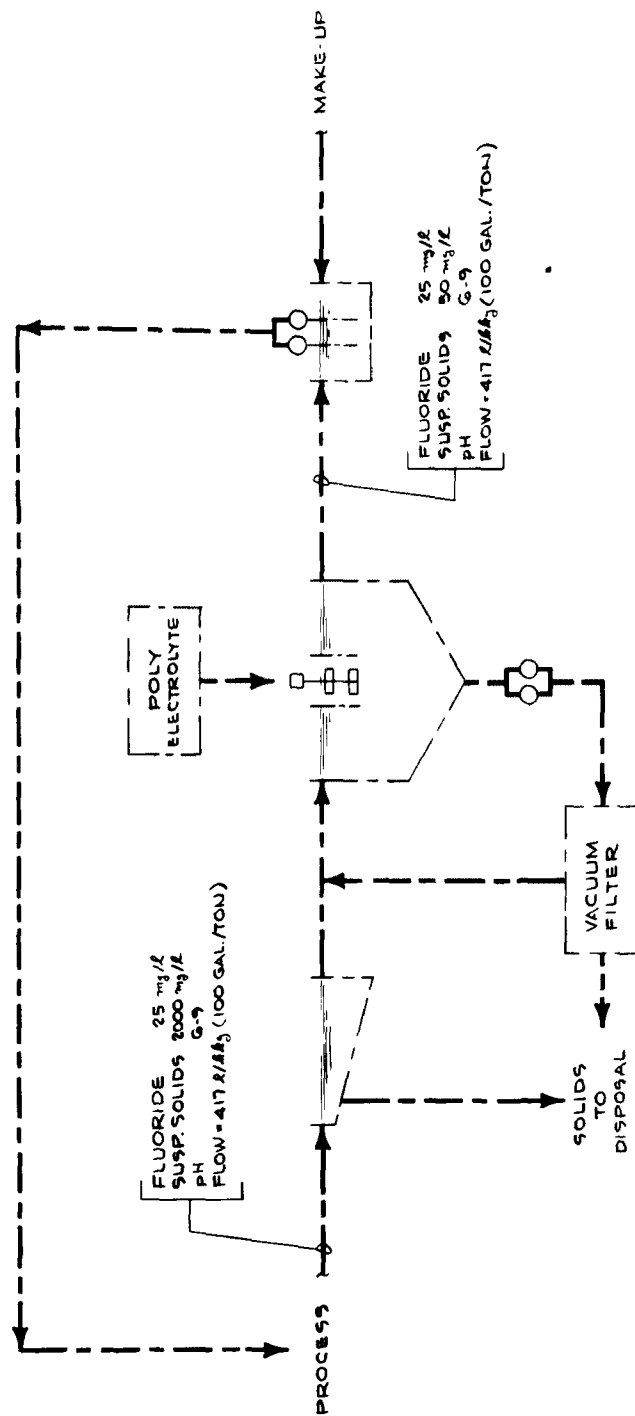 PROCESS
FLUORIDE 25 mg/l
SUSP. SOLIDS 2000 mg/l
pH 6-9
FLOW = 417 l/kkg (100 GAL./TON)
POLY
ELECTROLYTE
SOLIDS
TO
DISPOSAL
VACUUM
FILTER
FLUORIDE 25 mg/l
SUSP. SOLIDS 50 mg/l
pH 6-9
FLOW = 417 l/kkg (100 GAL./TON)
MAKE-UP